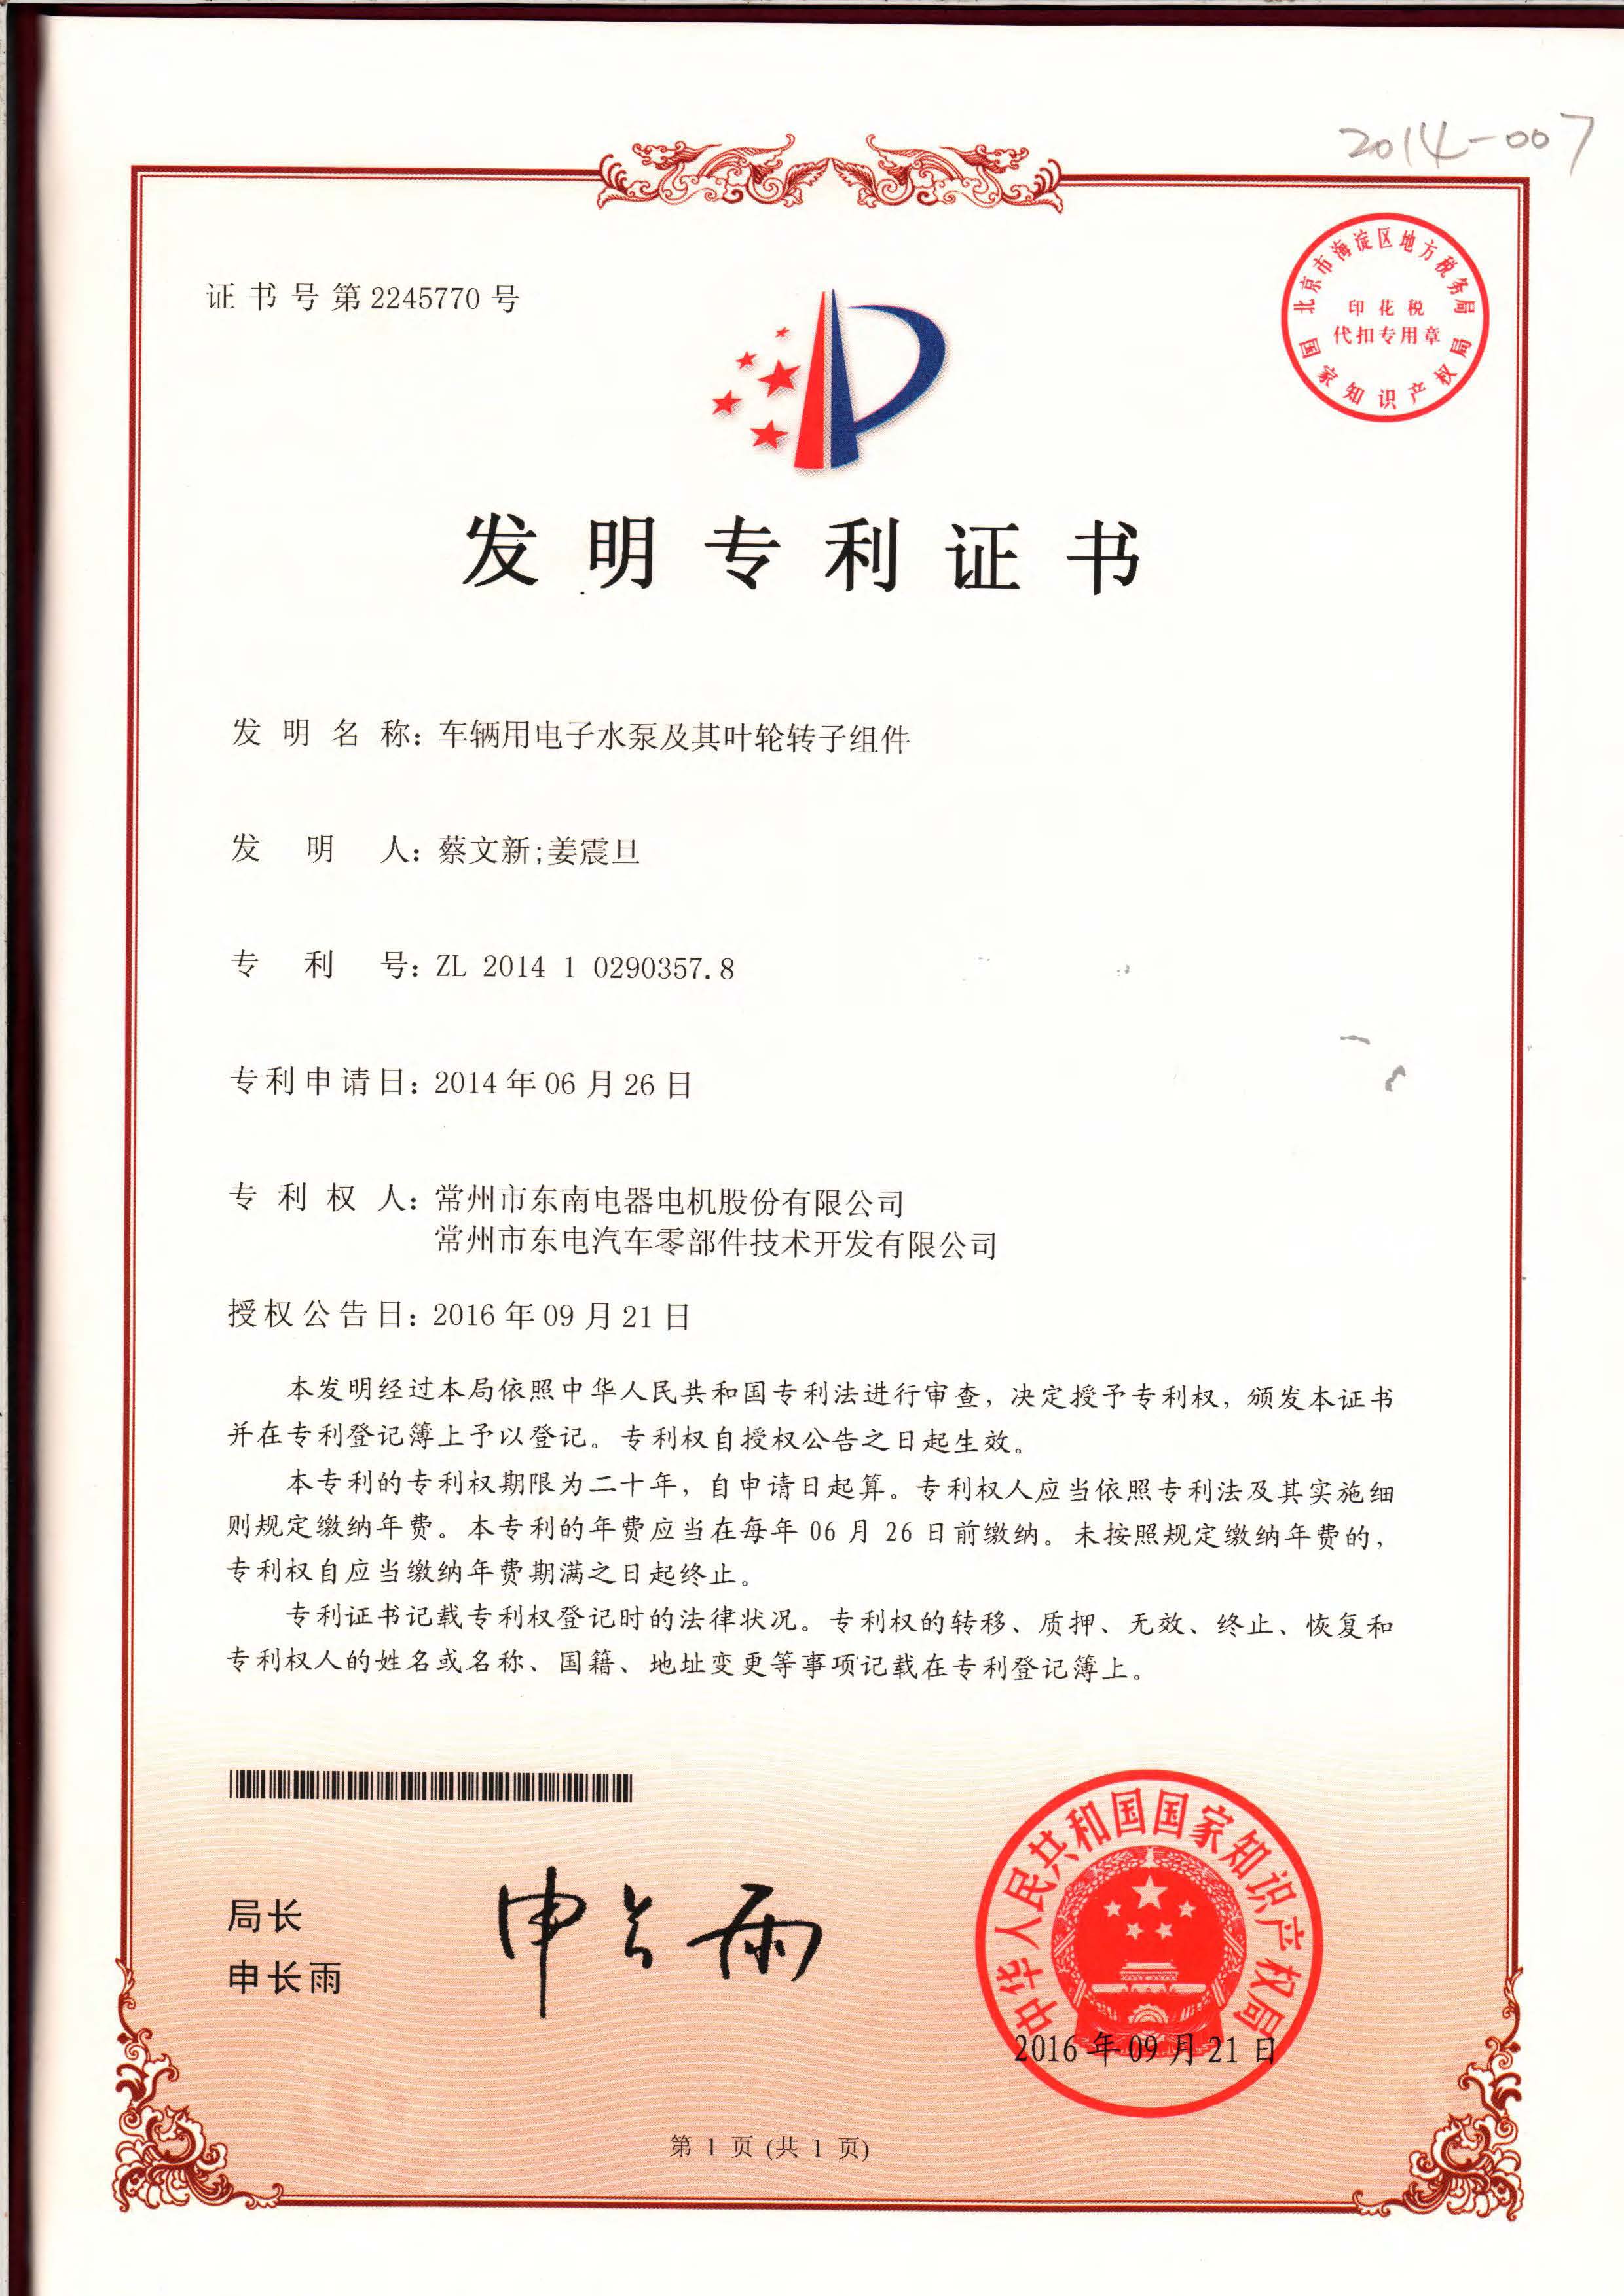 2014-007
北京市海淀区地方税务局
印花税
代扣专用章
国家知识产权局
证书号第2245770号
发明专利证书
发明名称：车辆用电子水泵及其叶轮转子组件
发明人：蔡文新;姜震旦
专利号：ZL 2014 1 0290357.8
专利申请日：2014年06月26日
专利权人：常州市东南电器电机股份有限公司
常州市东电汽车零部件技术开发有限公司
授权公告日：2016年09月21日
本发明经过本局依照中华人民共和国专利法进行审查，决定授予专利权，颁发本证书
并在专利登记簿上予以登记。专利权自授权公告之日起生效。
本专利的专利权期限为二十年，自申请日起算。专利权人应当依照专利法及其实施细
则规定缴纳年费。本专利的年费应当在每年06月26日前缴纳。未按照规定缴纳年费的，
专利权自应当缴纳年费期满之日起终止。
专利证书记载专利权登记时的法律状况。专利权的转移、质押、无效、终止、恢复和
专利权人的姓名或名称、国籍、地址变更等事项记载在专利登记簿上。
局长
申长雨
申长雨
中华人民共和国国家知识产权局
2016年09月21日
第1页(共1页)